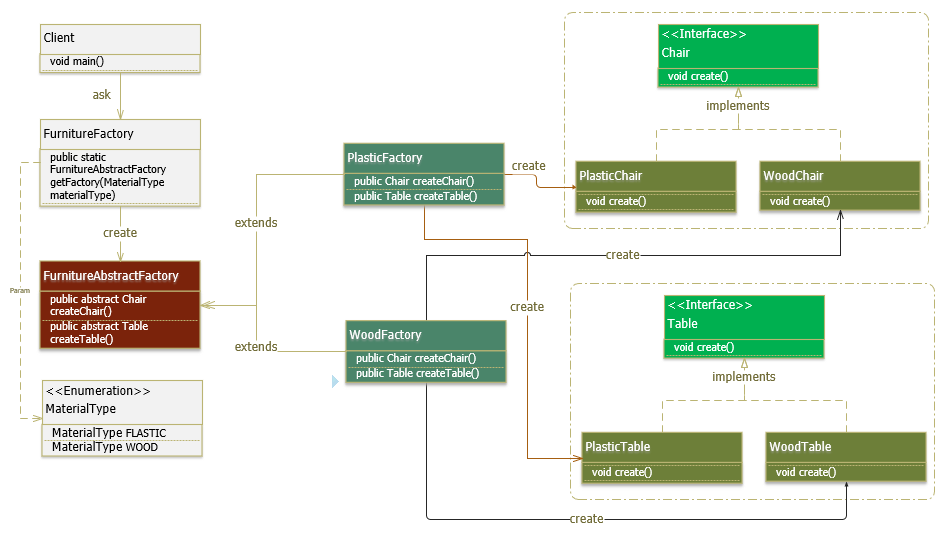 Client
void main()
ask
FurnitureFactory
public static
FurnitureAbstractFactory
getFactory(MaterialType
materialType)
create
Param
FurnitureAbstractFactory
public abstract Chair
createChair()
public abstract Table
createTable()
<<Enumeration>>
MaterialType
MaterialType FLASTIC
MaterialType WOOD
extends
extends
PlasticFactory
public Chair createChair()
public Table createTable()
WoodFactory
public Chair createChair()
public Table createTable()
create
create
create
create
<<Interface>>
Chair
void create()
implements
PlasticChair
void create()
WoodChair
void create()
<<Interface>>
Table
void create()
implements
PlasticTable
void create()
WoodTable
void create()